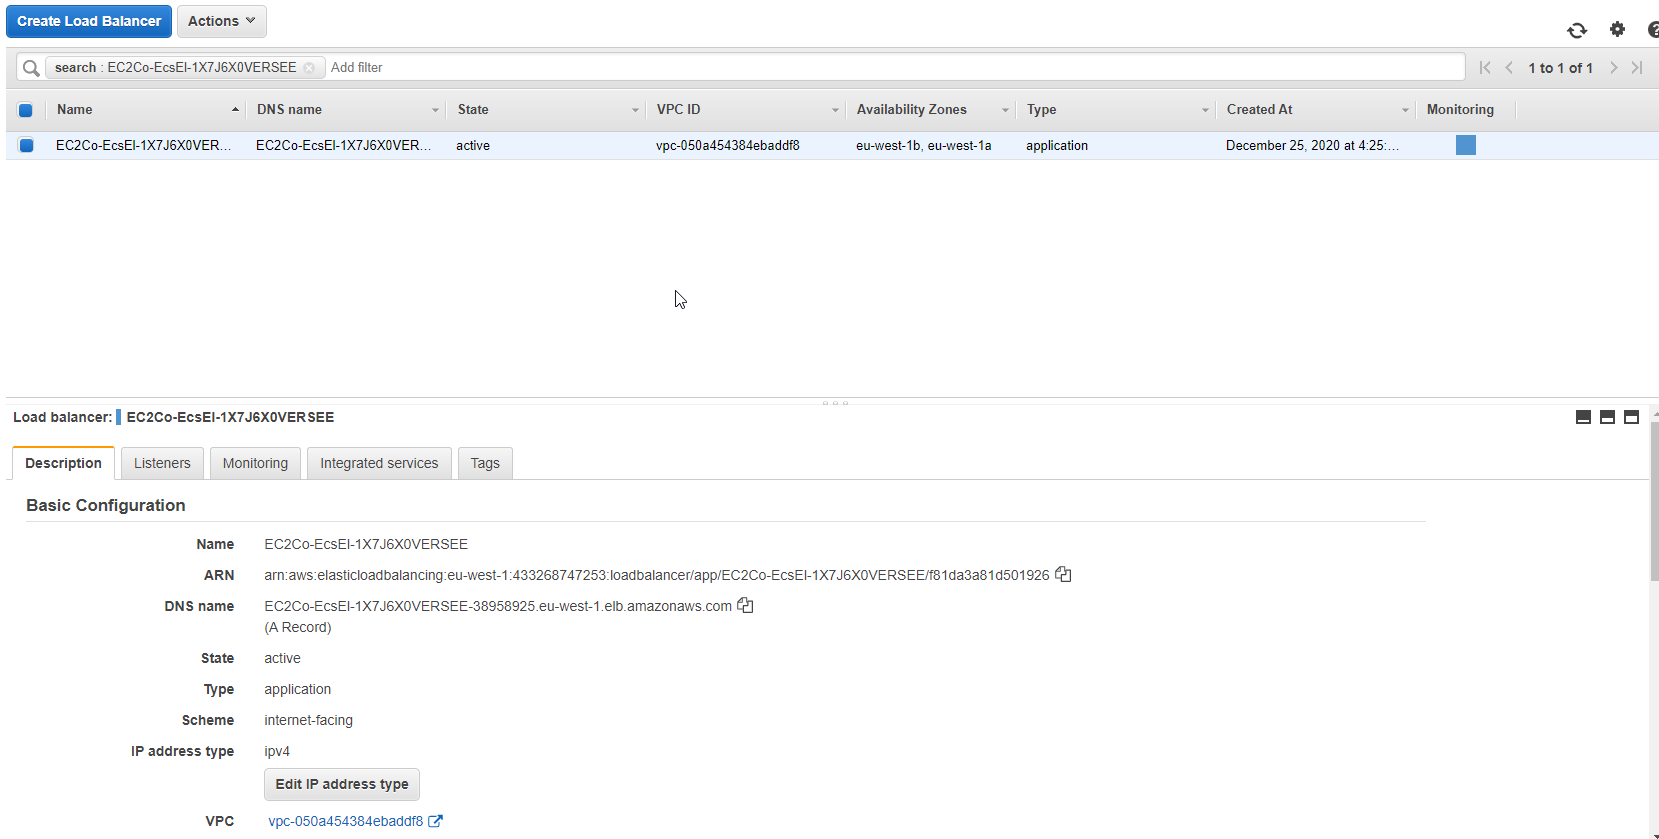 Create Load Balancer Actions
search : EC2Co-EcsEl-1X7J6X0VERSEE Add filter 1 to 1 of 1
Name DNS name State VPC ID Availability Zones Type Created At Monitoring
EC2Co-EcsEl-1X7J6X0VER... EC2Co-EcsEl-1X7J6X0VER... active vpc-050a454384ebaddf8 eu-west-1b, eu-west-1a application December 25, 2020 at 4:25:...
Load balancer: EC2Co-EcsEl-1X7J6X0VERSEE
Description Listeners Monitoring Integrated services Tags
Basic Configuration
Name EC2Co-EcsEl-1X7J6X0VERSEE
ARN arn:aws:elasticloadbalancing:eu-west-1:433268747253:loadbalancer/app/EC2Co-EcsEl-1X7J6X0VERSEE/f81da3a81d501926
DNS name EC2Co-EcsEl-1X7J6X0VERSEE-38958925.eu-west-1.elb.amazonaws.com
(A Record)
State active
Type application
Scheme internet-facing
IP address type ipv4
Edit IP address type
VPC vpc-050a454384ebaddf8